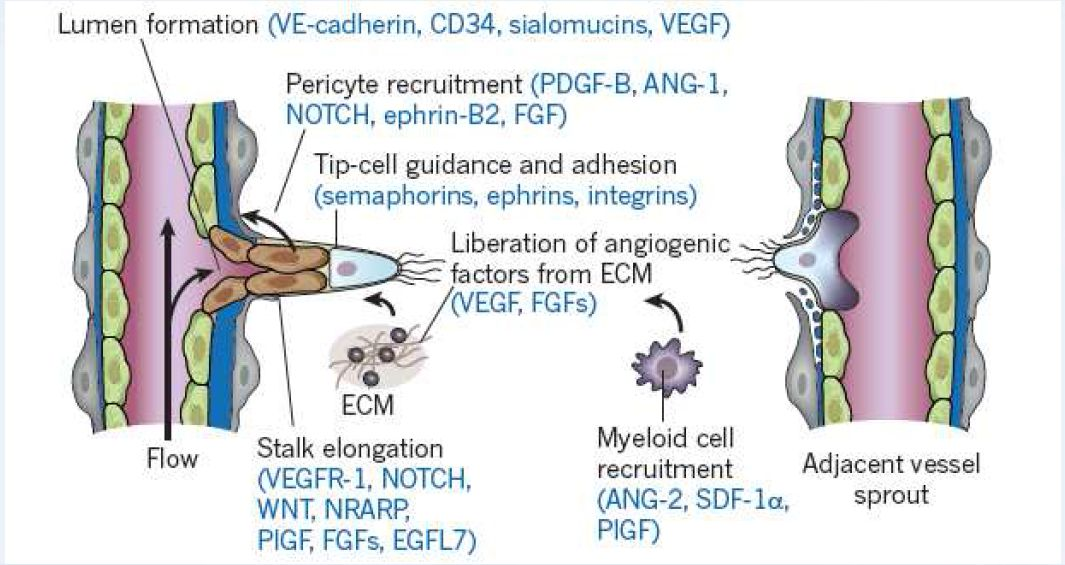 Lumen formation (VE-cadherin, CD34, sialomucins, VEGF)
Pericyte recruitment (PDGF-B, ANG-1,
NOTCH, ephrin-B2, FGF)
Tip-cell guidance and adhesion
(semaphorins, ephrins, integrins)
Liberation of angiogenic
factors from ECM
(VEGF, FGFs)
ECM
Flow
Stalk elongation
(VEGFR-1, NOTCH,
WNT, NRARP,
PIGF, FGFs, EGFL7)
Myeloid cell
recruitment
(ANG-2, SDF-1α,
PIGF)
Adjacent vessel
sprout